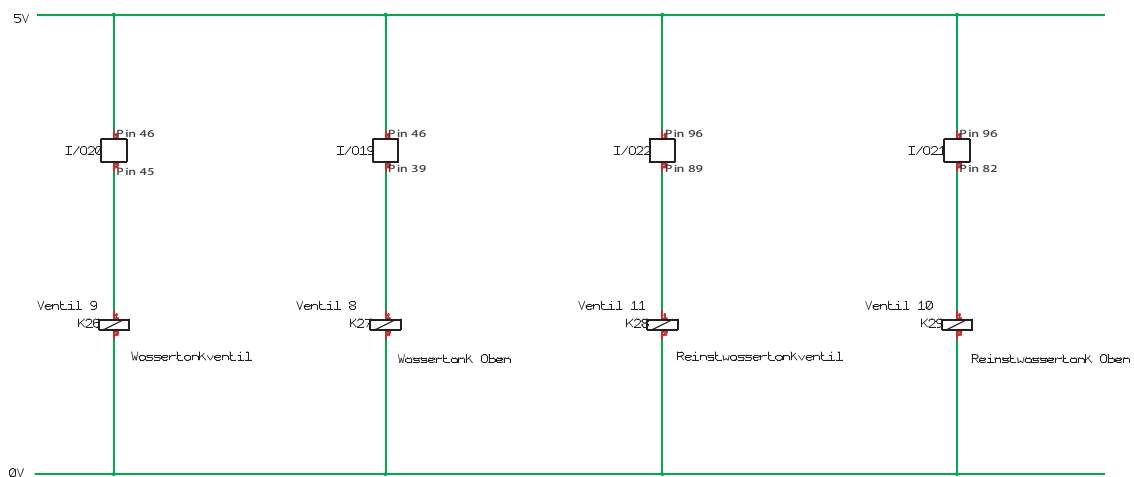 5V
Pin 46
I/O20
Pin 45
Pin 46
I/O19
Pin 39
Pin 96
I/O22
Pin 89
Pin 96
I/O21
Pin 82
Ventil 9
K26
Wassertankventil
Ventil 8
K27
Wassertank Oben
Ventil 11
K28
Reinstwassertankventil
Ventil 10
K29
Reinstwassertank Oben
0V